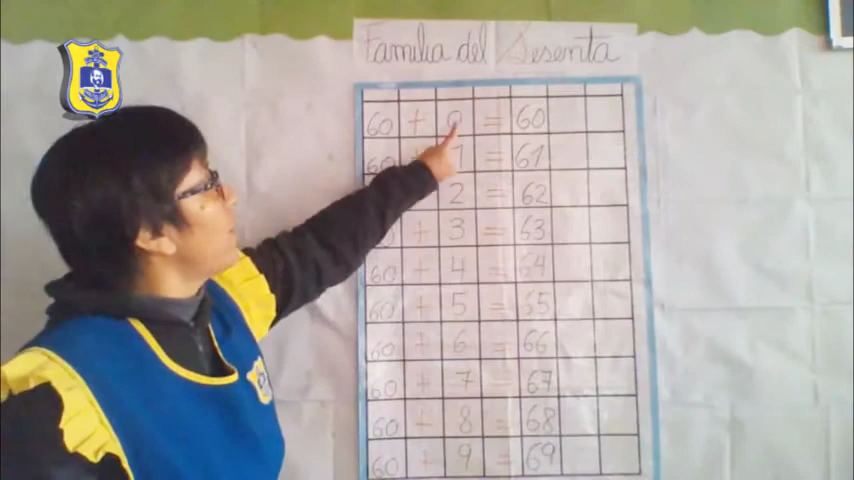 Familia del Sesenta
60 + 0 = 60
60 + 1 = 61
2 = 62
+ 3 = 63
60 + 4 = 64
60 + 5 = 65
60 + 6 = 66
60 + 7 = 67
60 + 8 = 68
60 + 9 = 69